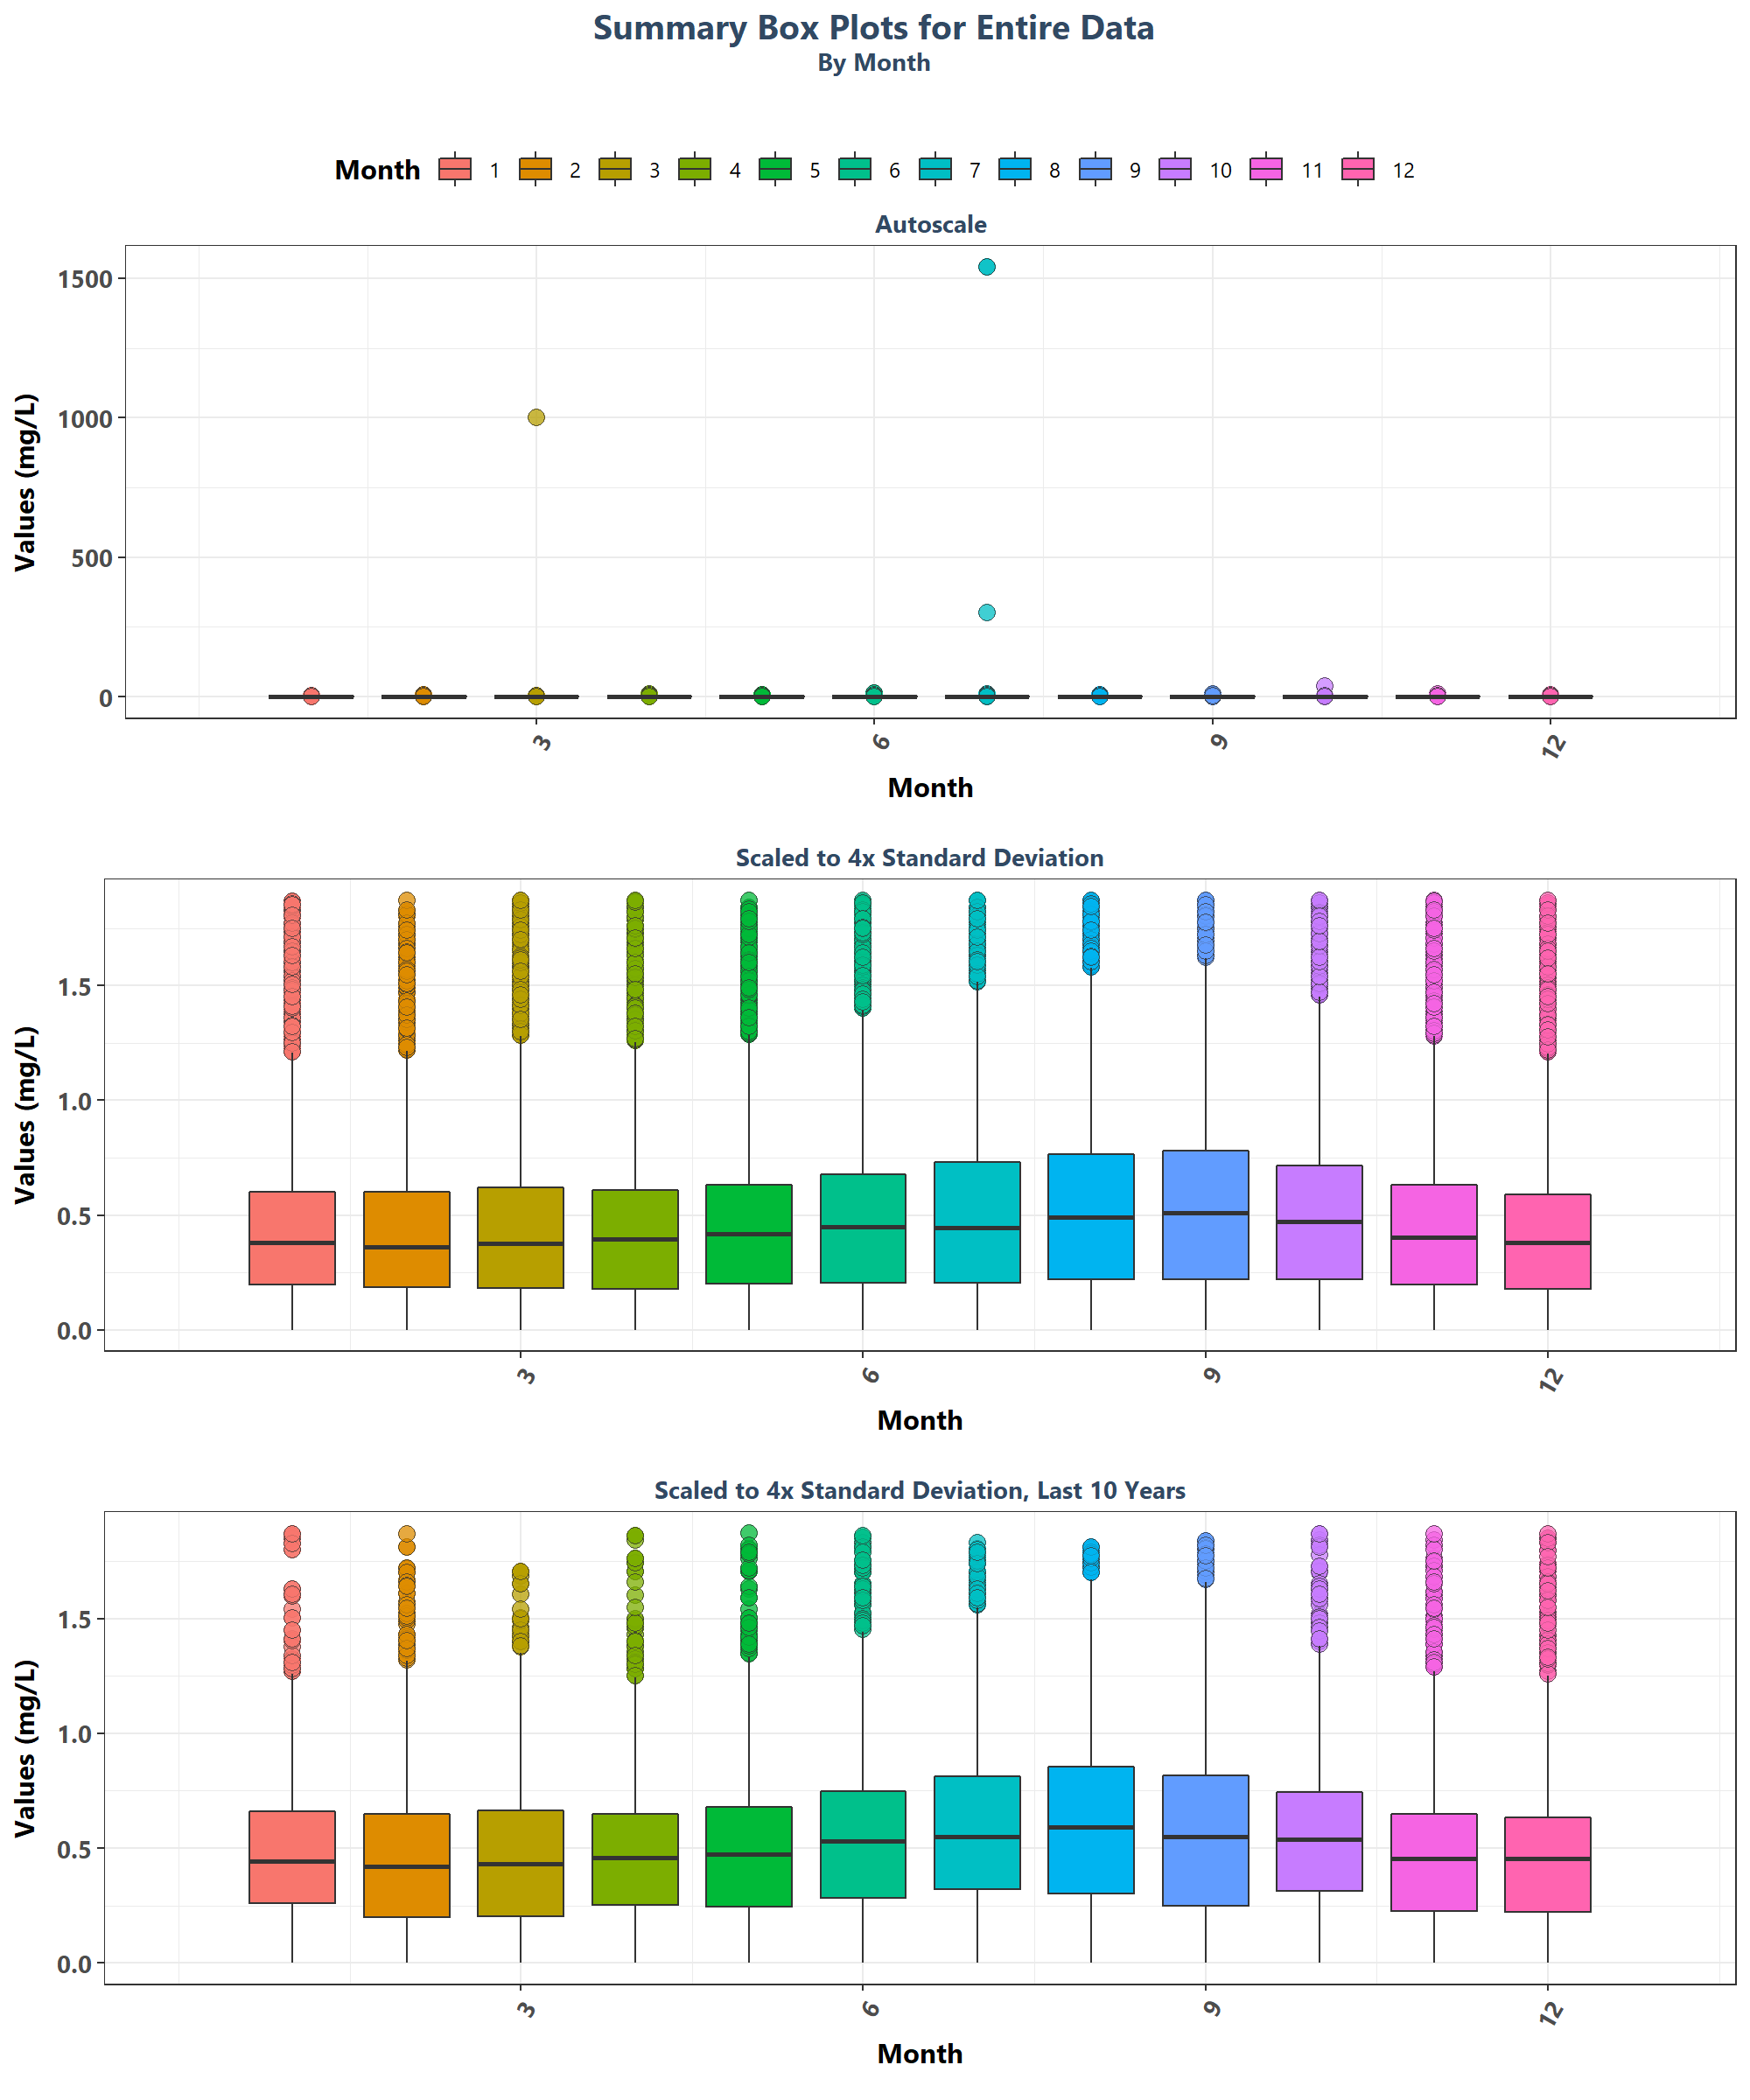 Summary Box Plots for Entire Data
By Month
Month 1 2 3 4 5 6 7 8 9 10 11 12
Autoscale
Values (mg/L)
1500
1000
500
0
3 6 9 12
Month
Scaled to 4x Standard Deviation
Values (mg/L)
1.5
1.0
0.5
0.0
3 6 9 12
Month
Scaled to 4x Standard Deviation, Last 10 Years
Values (mg/L)
1.5
1.0
0.5
0.0
3 6 9 12
Month